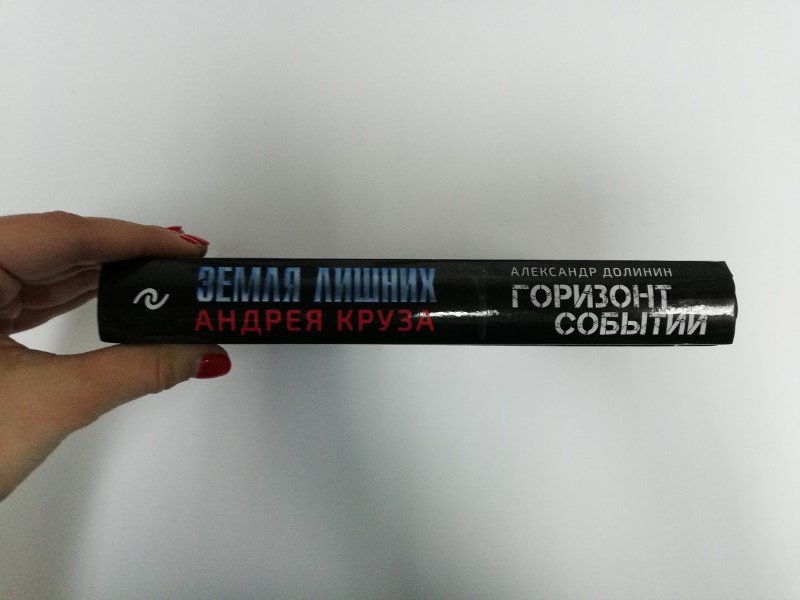 ЗЕМЛЯ ЛИШНИХ
АНДРЕЯ КРУЗА
АЛЕКСАНДР ДОЛИНИН
ГОРИЗОНТ
СОБЫТИЙ